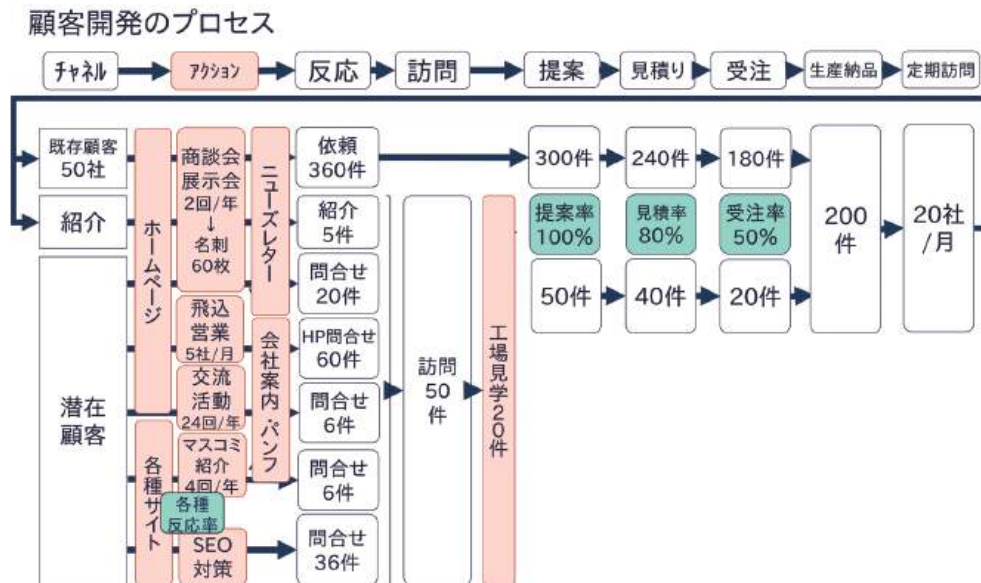 顧客開発のプロセス
チャネル
アクション
反応
訪問
提案
見積り
受注
生産納品
定期訪問
既存顧客
50社
紹介
潜在
顧客
ホームページ
各種サイト
商談会
展示会
2回/年
↓
名刺
60枚
飛込
営業
5社/月
交流
活動
24回/年
マスコミ
紹介
4回/年
各種
反応率
SEO
対策
ニューズレター
会社案内・パンフ
依頼
360件
紹介
5件
問合せ
20件
HP問合せ
60件
問合せ
6件
問合せ
6件
問合せ
36件
訪問
50
件
工場見学20件
300件
提案率
100%
50件
240件
見積率
80%
40件
180件
受注率
50%
20件
200
件
20社
/月